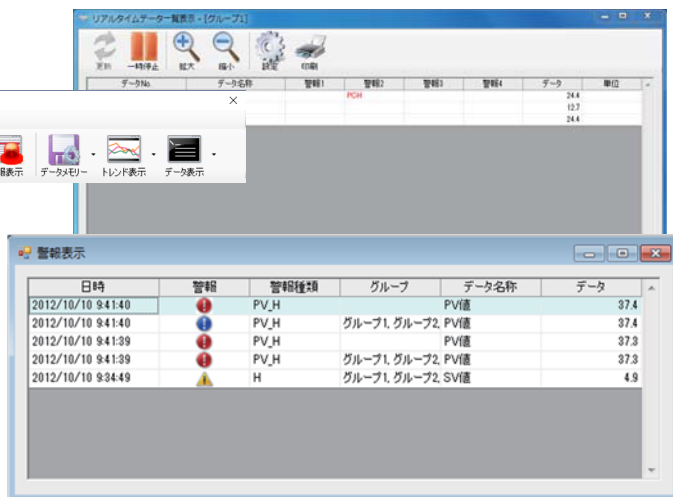 リアルタイムデータ一覧表示 - [グループ1]
更新 一時停止 拡大 縮小 設定 印刷
データNo. データ名称 警報1 警報2 警報3 警報4 データ 単位
PCH 24.4
12.7
24.4
報表示 データメモリー トレンド表示 データ表示
警報表示
日時 警報 警報種類 グループ データ名称 データ
2012/10/10 9:41:40 PV_H PV値 37.4
2012/10/10 9:41:40 PV_H グループ1, グループ2, PV値 37.4
2012/10/10 9:41:39 PV_H PV値 37.3
2012/10/10 9:41:39 PV_H グループ1, グループ2, PV値 37.3
2012/10/10 9:34:49 H グループ1, グループ2, SV値 4.9